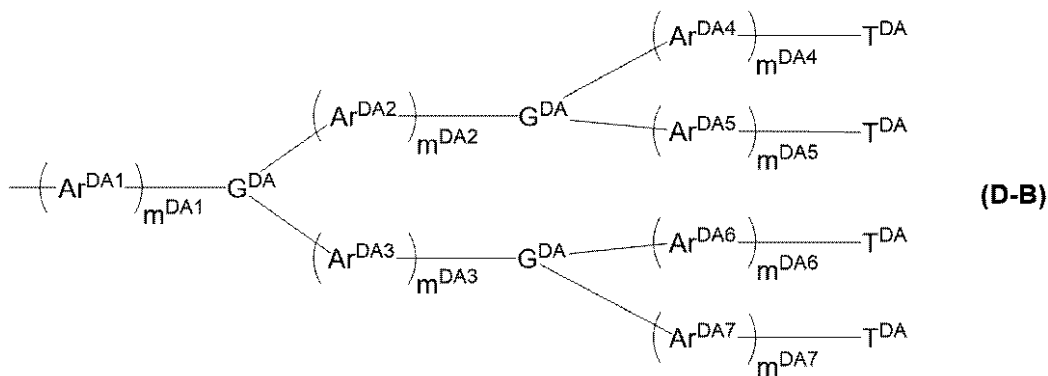 (Ar^DA4)m^DA4 T^DA
(Ar^DA2)m^DA2 G^DA
(Ar^DA5)m^DA5 T^DA
(Ar^DA1)m^DA1 G^DA (D-B)
(Ar^DA3)m^DA3 G^DA
(Ar^DA6)m^DA6 T^DA
(Ar^DA7)m^DA7 T^DA